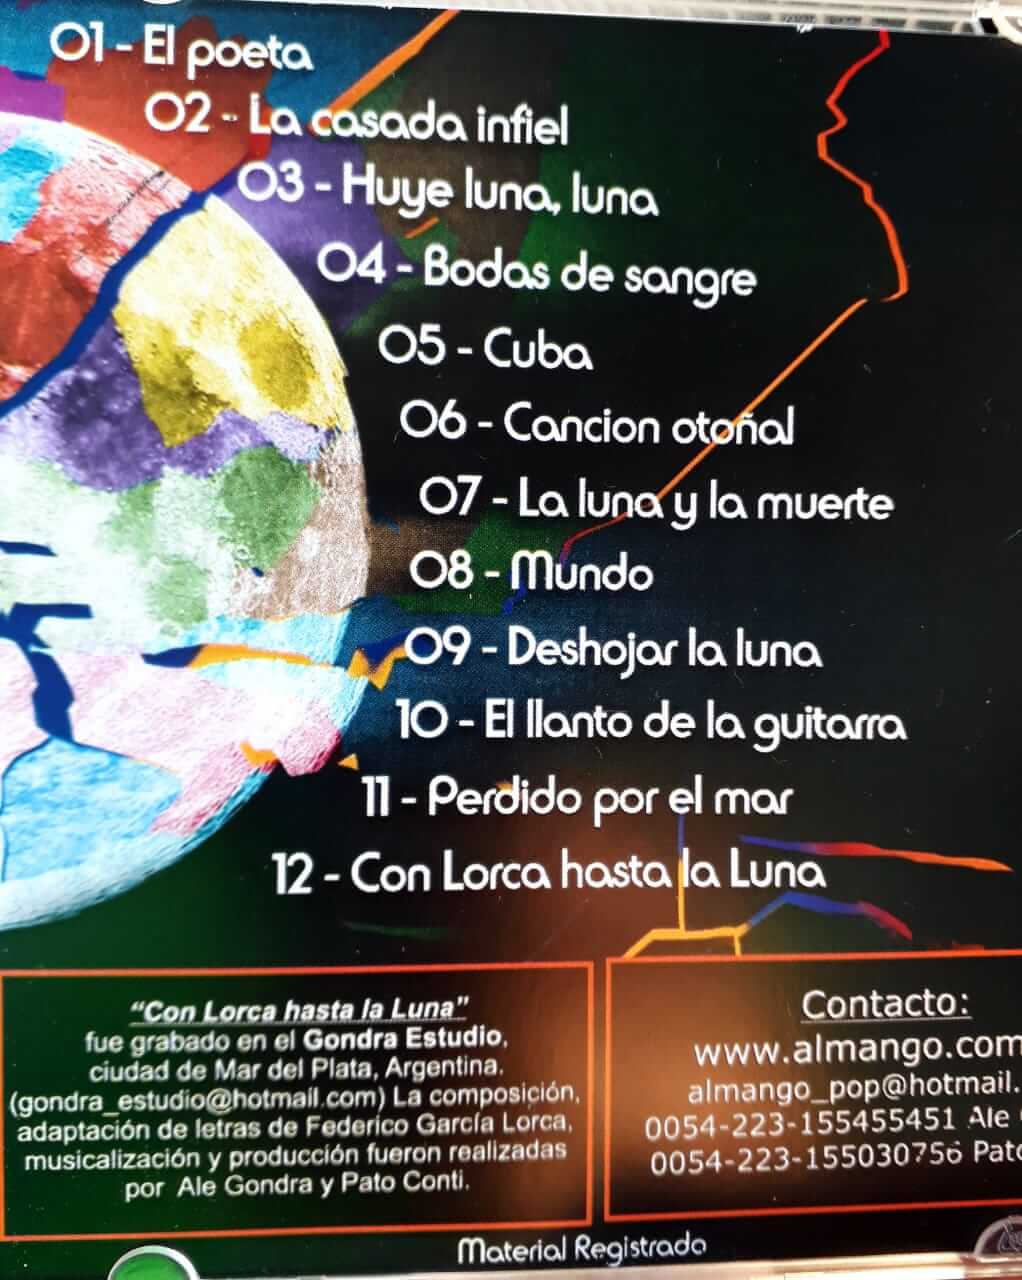 01 - El poeta
02 - La casada infiel
03 - Huye luna, luna
04 - Bodas de sangre
05 - Cuba
06 - Cancion otoñal
07 - La luna y la muerte
08 - Mundo
09 - Deshojar la luna
10 - El llanto de la guitarra
11 - Perdido por el mar
12 - Con Lorca hasta la Luna
"Con Lorca hasta la Luna"
fue grabado en el Gondra Estudio,
ciudad de Mar del Plata, Argentina.
(gondra_estudio@hotmail.com) La composición,
adaptación de letras de Federico García Lorca,
musicalización y producción fueron realizadas
por Ale Gondra y Pato Conti.
Contacto:
www.almango.com
almango_pop@hotmail.
0054-223-155455451 Ale
0054-223-155030756 Pato
Material Registrado